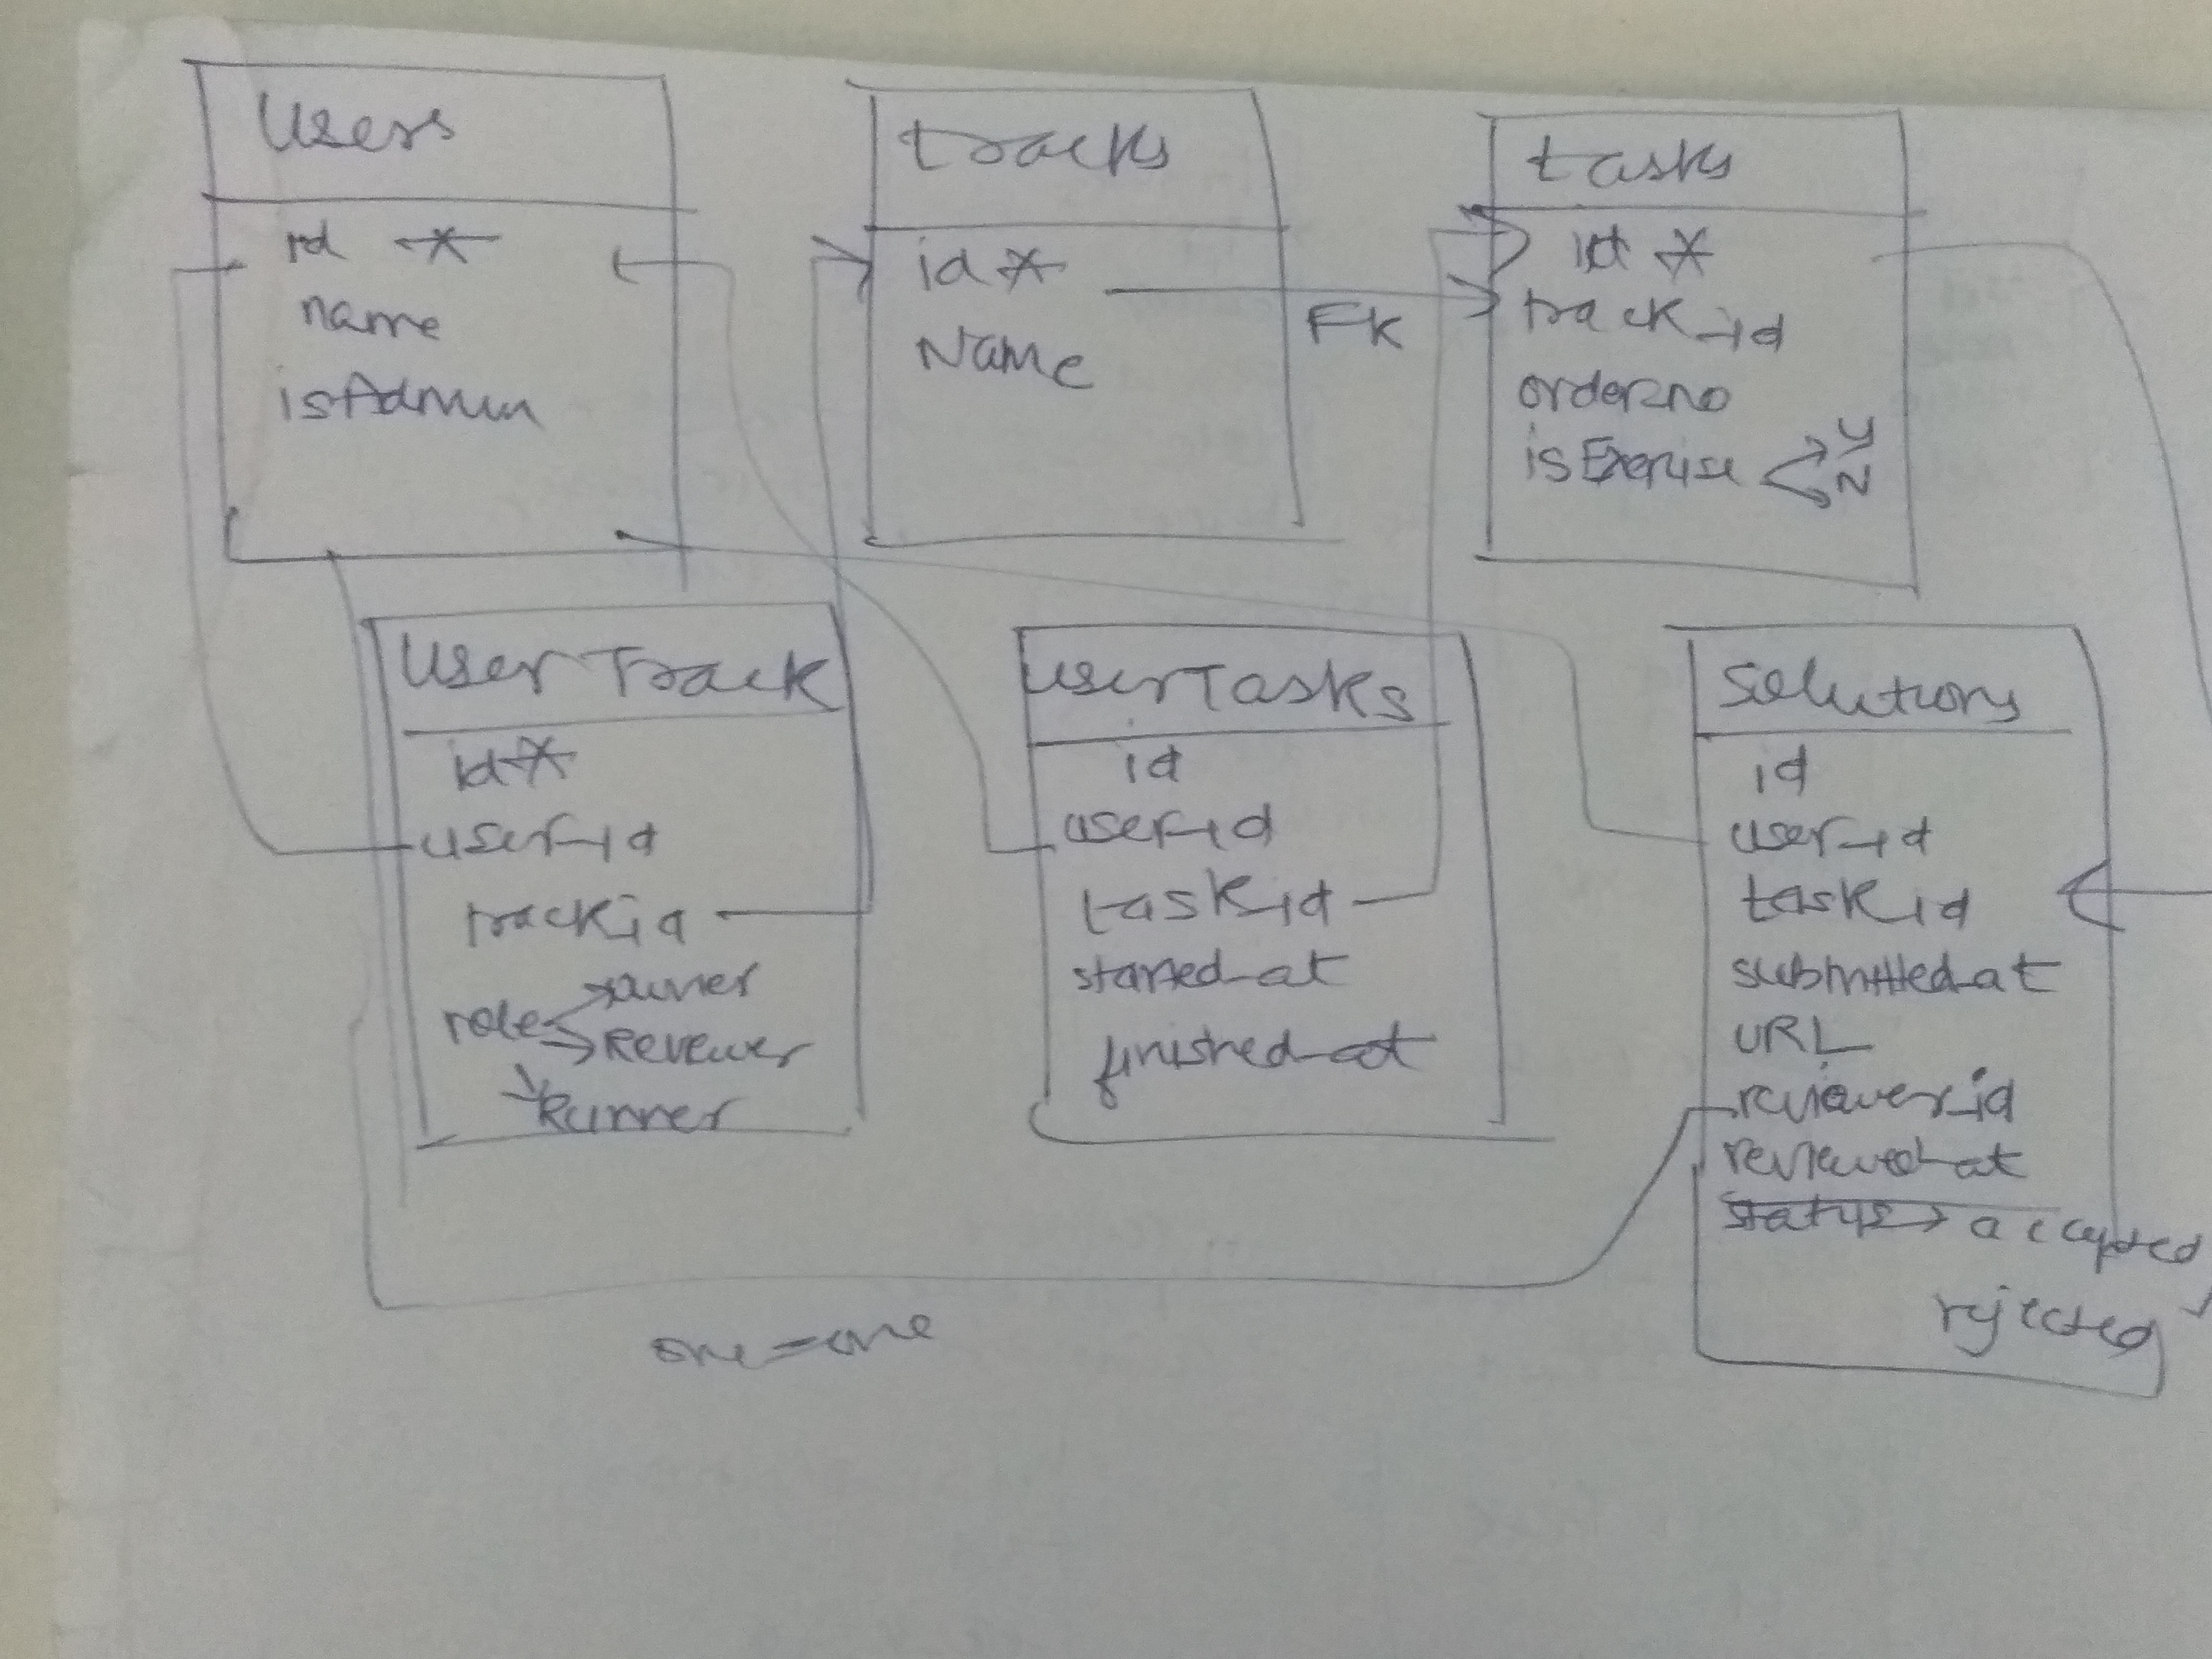 Users
id *
name
isAdmin
tracks
id *
Name
FK
tasks
id *
track_id
order_no
isExercise
Y
N
userTrack
id *
user_id
track_id
role
Reviewer
Runner
userTasks
id
user_id
task_id
started_at
finished_at
solutions
id
user_id
task_id
submitted_at
URL
reviewer_id
reviewed_at
status → accepted
rejected
one = one